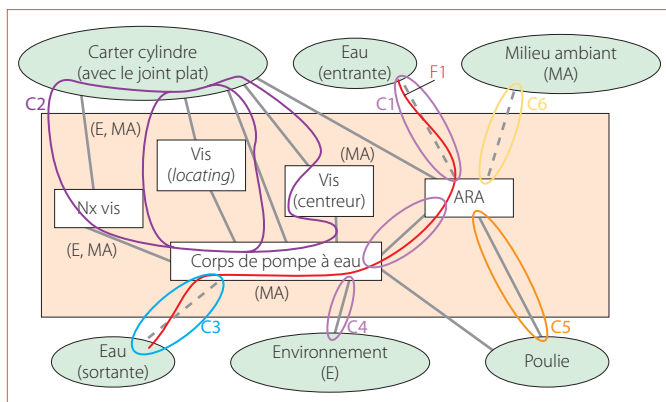 Carter cylindre
(avec le joint plat)
Eau
(entrante)
F1
Milieu ambiant
(MA)
C2
C1
C6
(E, MA)
Vis
(locating)
(MA)
Vis
(centreur)
Nx vis
ARA
(E, MA)
Corps de pompe à eau
(MA)
C3
C4
C5
Eau
(sortante)
Environnement
(E)
Poulie